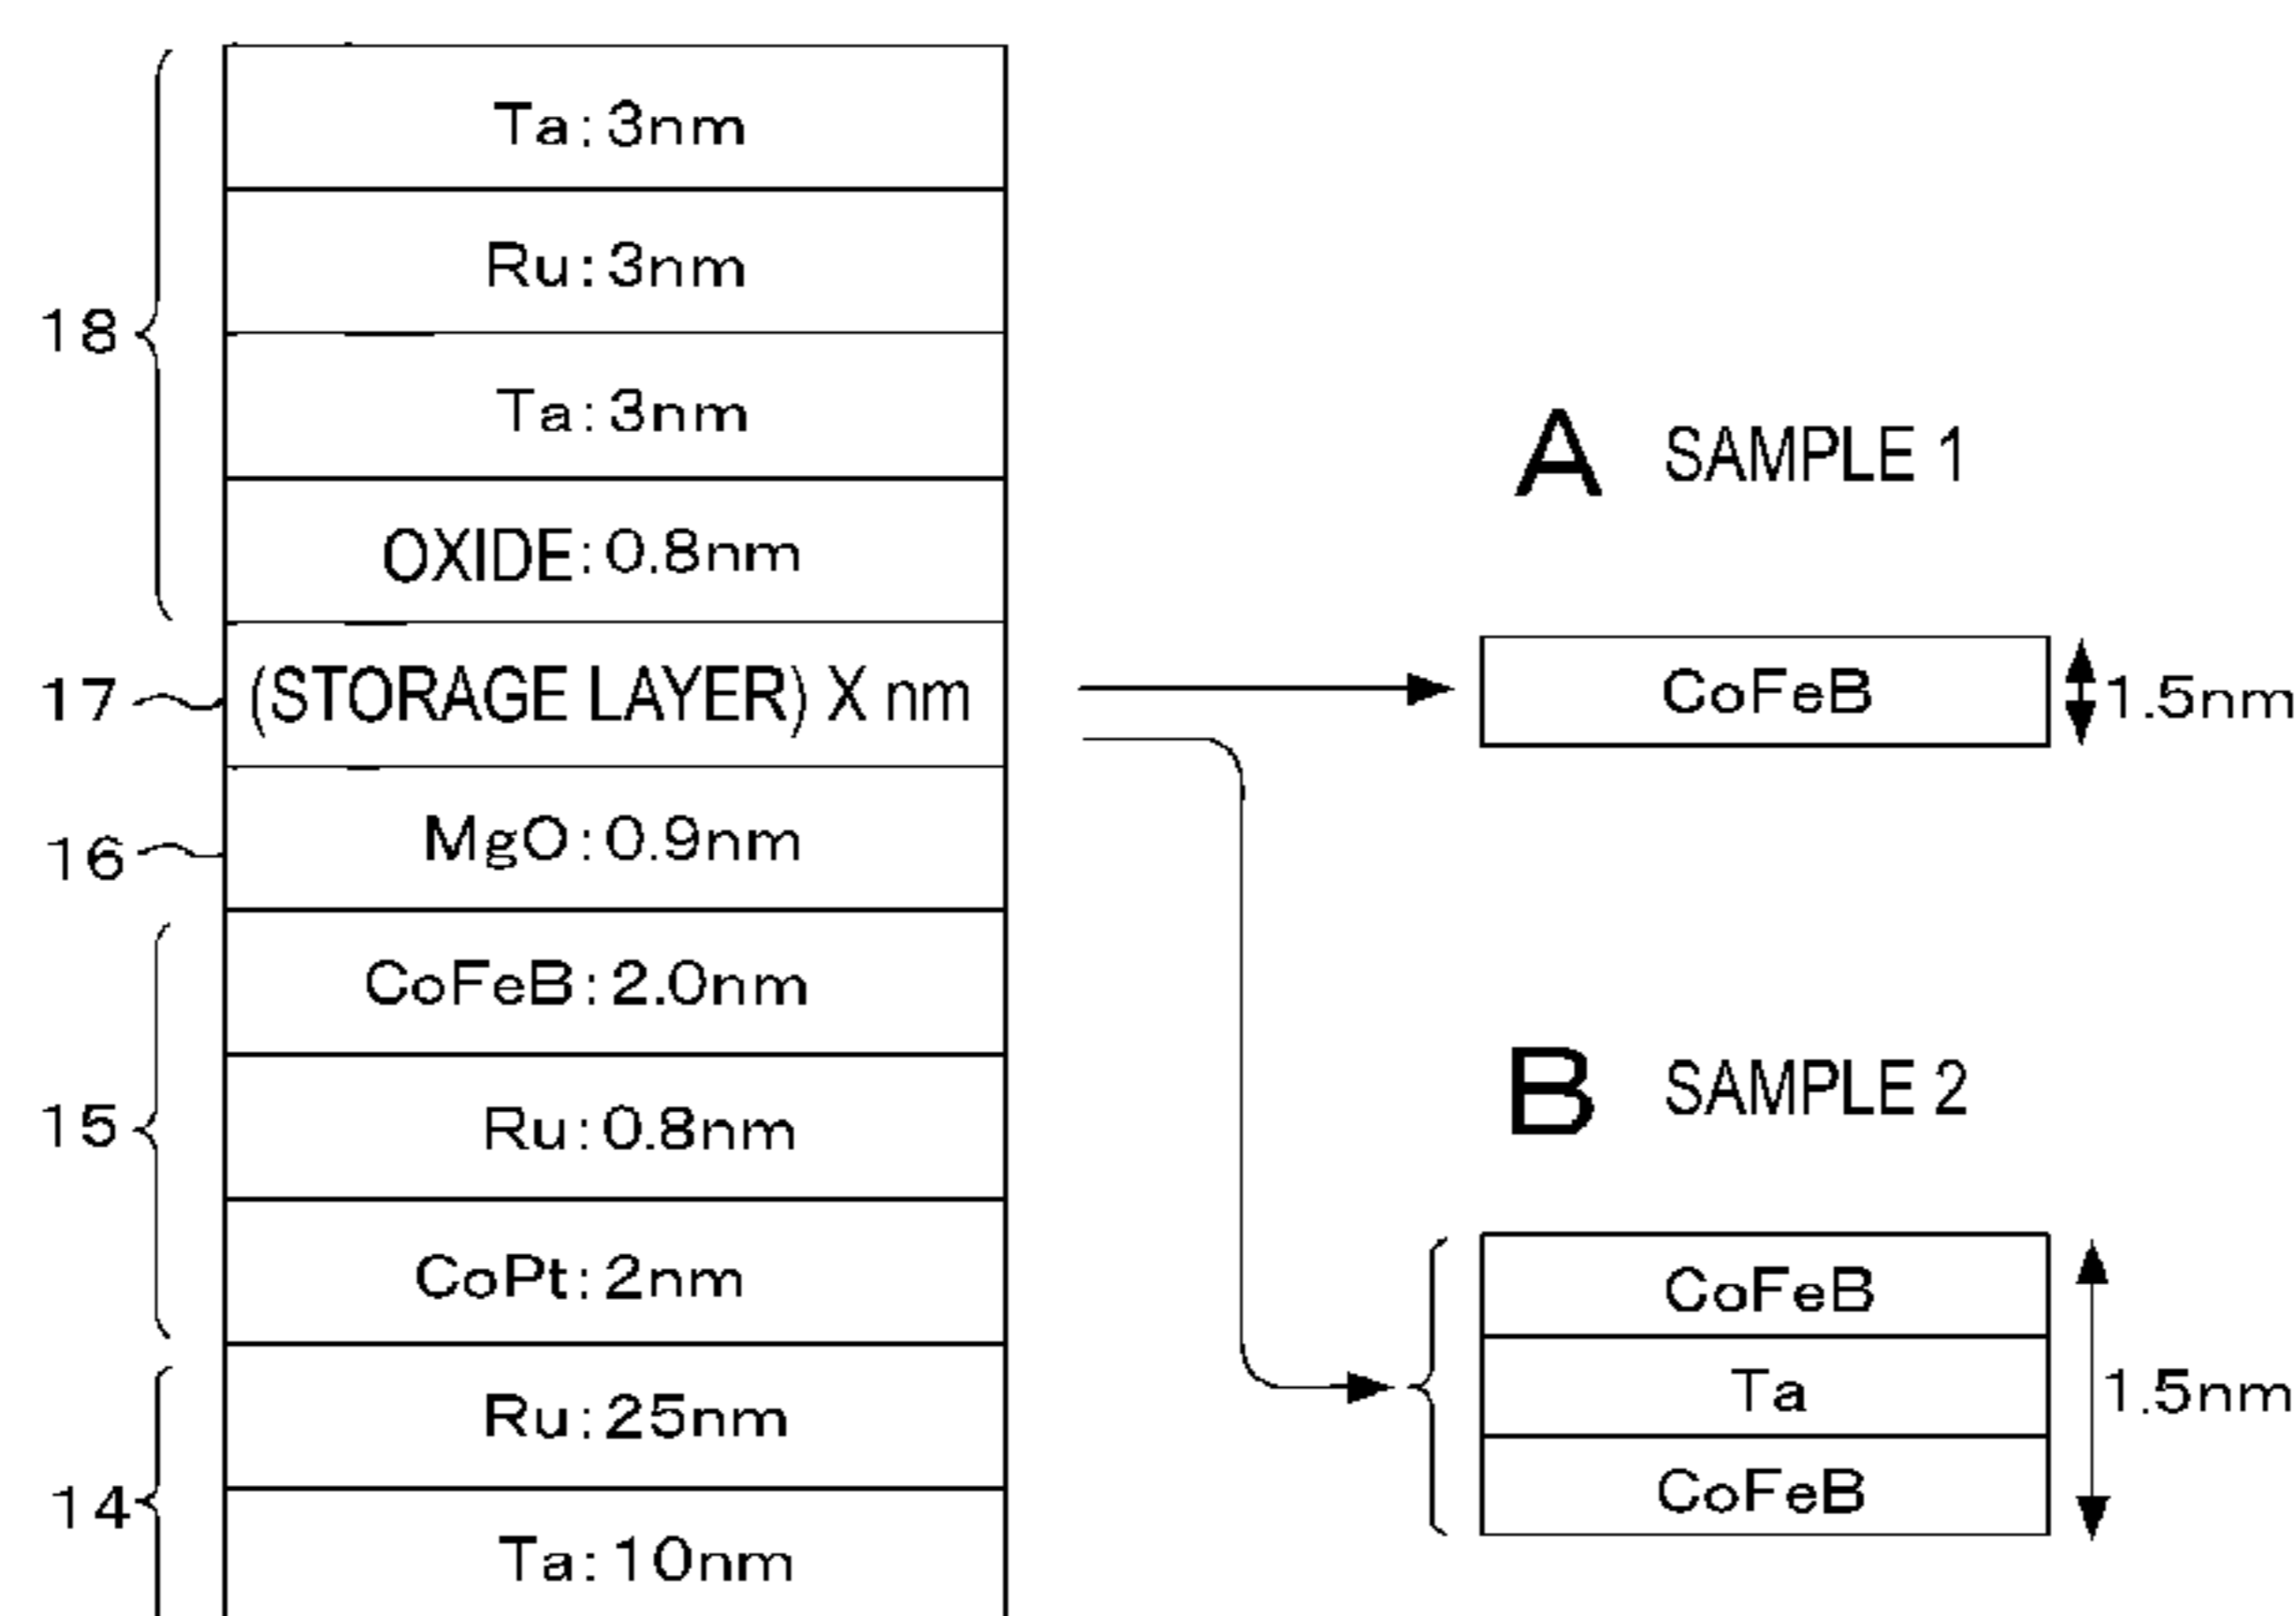 Ta:3nm
Ru:3nm
18
Ta:3nm
OXIDE:0.8nm
17
(STORAGE LAYER) X nm
16
MgO:0.9nm
CoFeB:2.0nm
15
Ru:0.8nm
CoPt:2nm
Ru:25nm
14
Ta:10nm
A SAMPLE 1
CoFeB
1.5nm
B SAMPLE 2
CoFeB
Ta
1.5nm
CoFeB